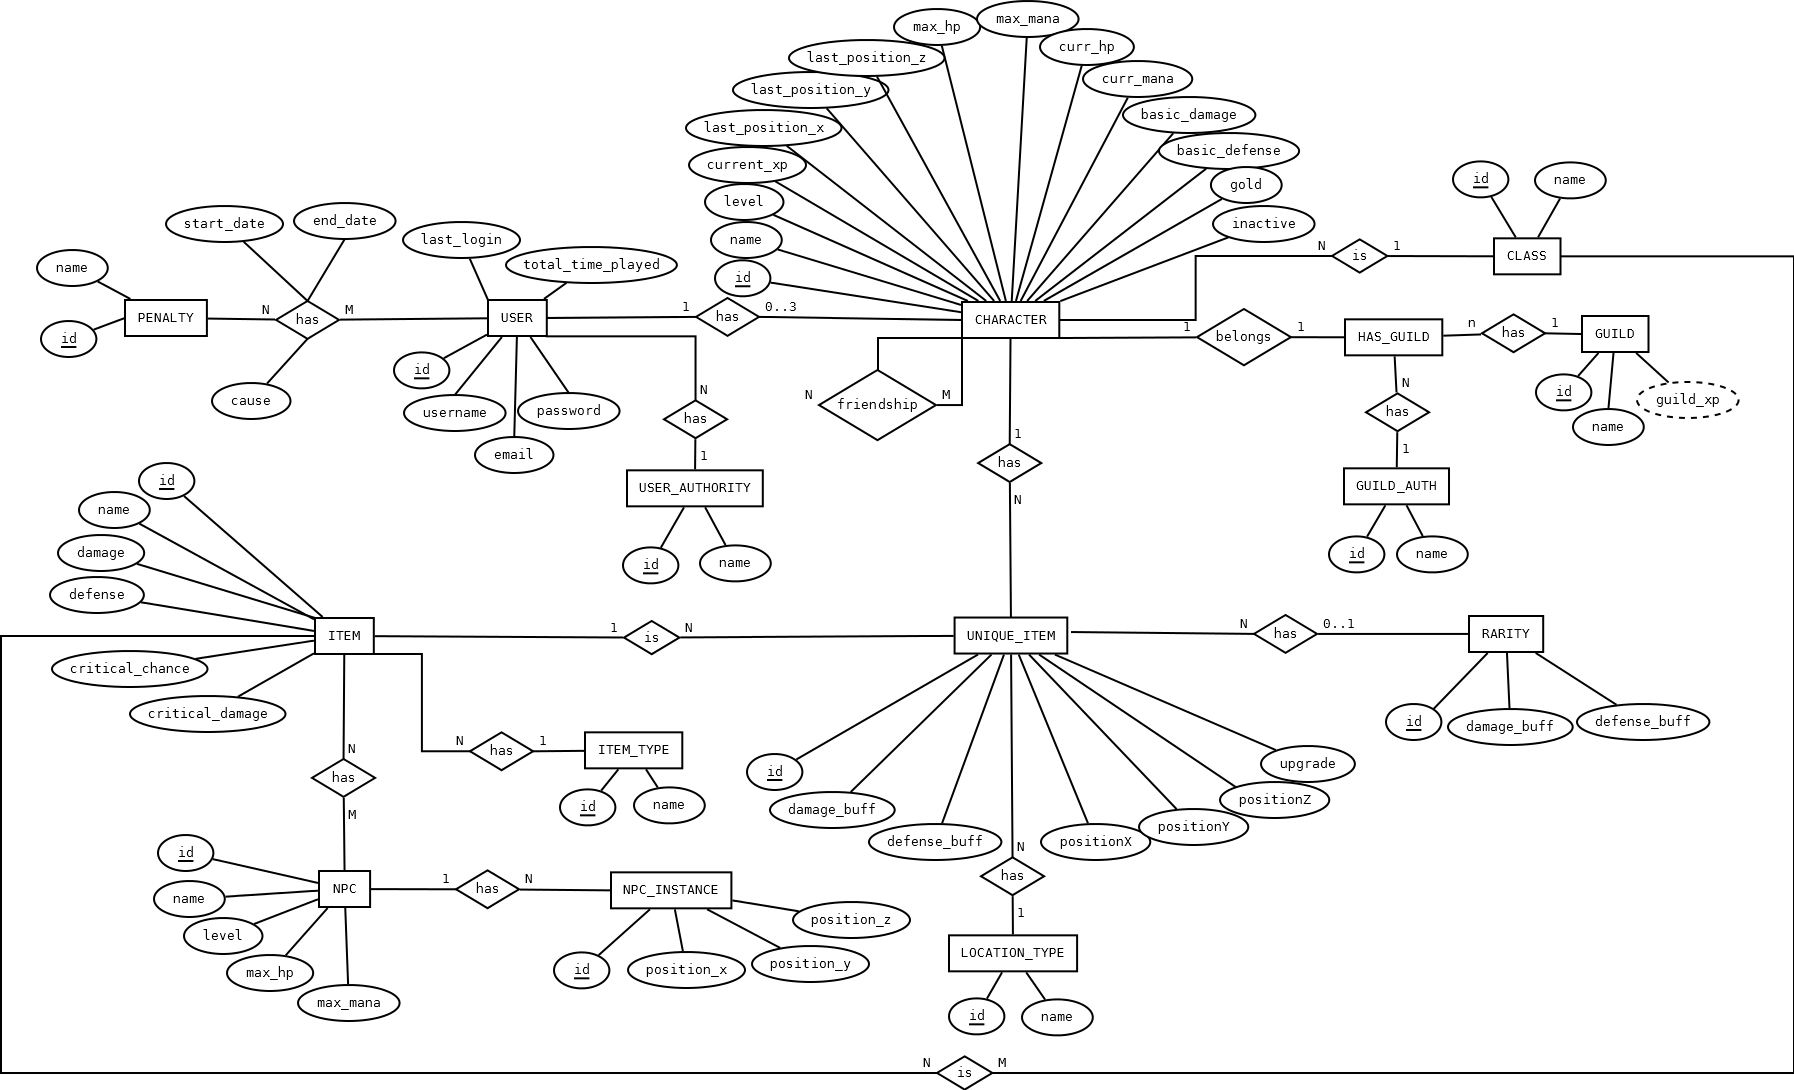 max_hp
max_mana
curr_hp
last_position_z
curr_mana
last_position_y
basic_damage
last_position_x
basic_defense
current_xp
gold
level
inactive
name
id
id
name
start_date
end_date
last_login
total_time_played
name
id
PENALTY
N
has
M
cause
USER
id
username
email
password
1
has
0..3
CHARACTER
N
is
1
CLASS
1
belongs
1
HAS_GUILD
n
has
1
GUILD
id
name
guild_xp
N
friendship
M
N
has
1
USER_AUTHORITY
id
name
N
has
1
GUILD_AUTH
id
name
1
has
N
id
name
damage
defense
ITEM
critical_chance
critical_damage
1
is
N
UNIQUE_ITEM
N
has
0..1
RARITY
id
damage_buff
defense_buff
N
has
1
ITEM_TYPE
id
name
id
damage_buff
defense_buff
positionX
positionY
positionZ
upgrade
N
has
M
id
name
level
max_hp
max_mana
NPC
1
has
N
NPC_INSTANCE
id
position_x
position_y
position_z
N
has
1
LOCATION_TYPE
id
name
N
is
M